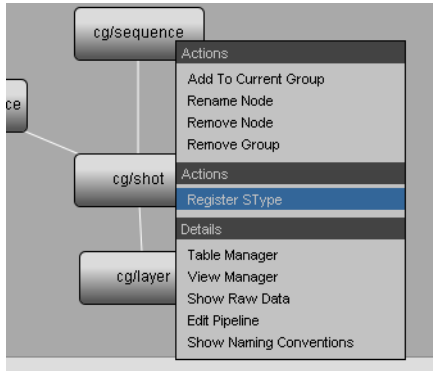 cg/sequence
Actions
Add To Current Group
Rename Node
Remove Node
Remove Group
ce
cg/shot
Actions
Register SType
Details
Table Manager
cg/layer
View Manager
Show Raw Data
Edit Pipeline
Show Naming Conventions